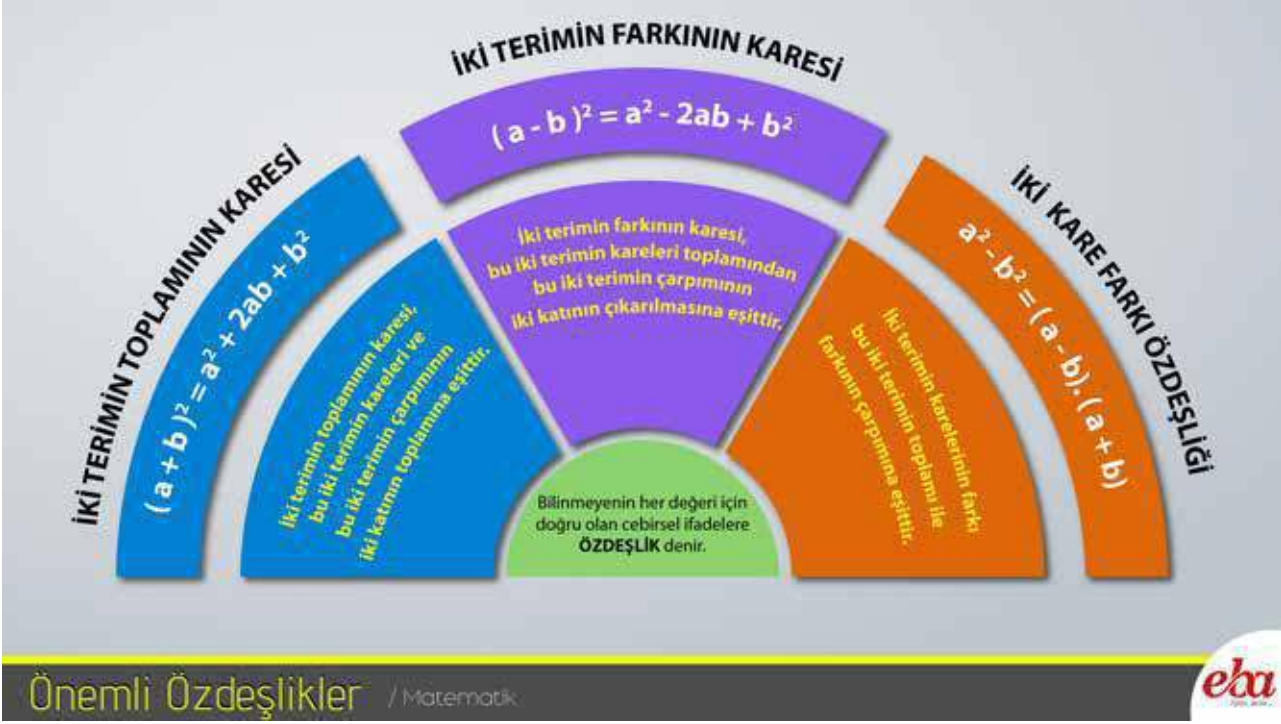 İKİ TERİMİN TOPLAMININ KARESİ
(a + b)² = a² + 2ab + b²
İki terimin toplamının karesi,
bu iki terimin kareleri ve
bu iki terimin çarpımının
iki katının toplamına eşittir.
İKİ TERİMİN FARKININ KARESİ
(a - b)² = a² - 2ab + b²
İki terimin farkının karesi,
bu iki terimin kareleri toplamından
bu iki terimin çarpımının
iki katının çıkarılmasına eşittir.
İKİ KARE FARKI ÖZDEŞLİĞİ
a² - b² = (a - b).(a + b)
İki terimin karelerinin farkı
bu iki terimin toplamı ile
farkının çarpımına eşittir.
Bilinmeyenin her değeri için
doğru olan cebirsel ifadelere
ÖZDEŞLİK denir.
Önemli Özdeşlikler / Matematik
eba